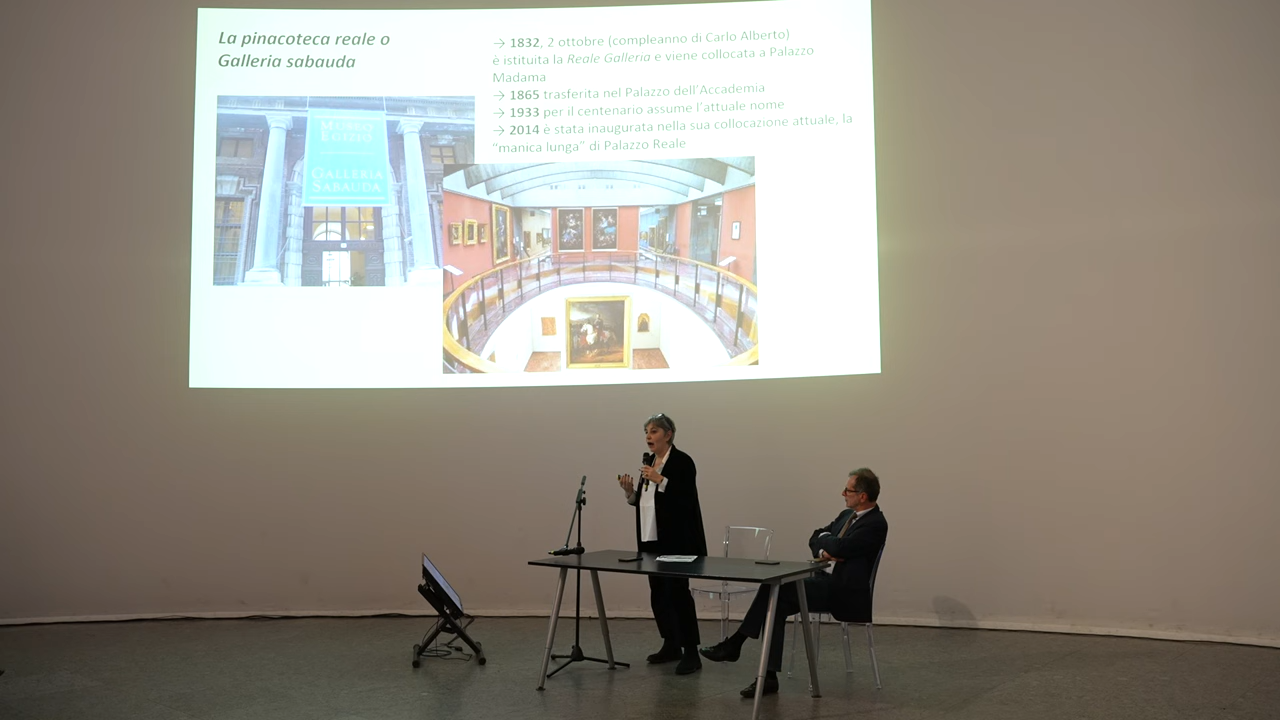 La pinacoteca reale o
Galleria sabauda
→ 1832, 2 ottobre (compleanno di Carlo Alberto)
è istituita la Reale Galleria e viene collocata a Palazzo
Madama
→ 1865 trasferita nel Palazzo dell'Accademia
→ 1933 per il centenario assume l'attuale nome
→ 2014 è stata inaugurata nella sua collocazione attuale, la
"manica lunga" di Palazzo Reale
MUSEO
EGIZIO
GALLERIA
SABAUDA